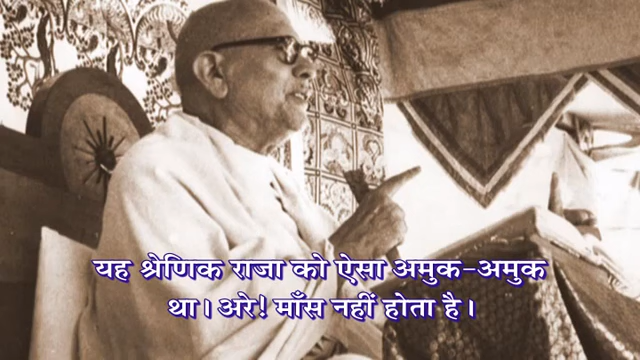 यह श्रेणिक राजा को ऐसा अमुक-अमुक
था। अरे! माँस नहीं होता है।